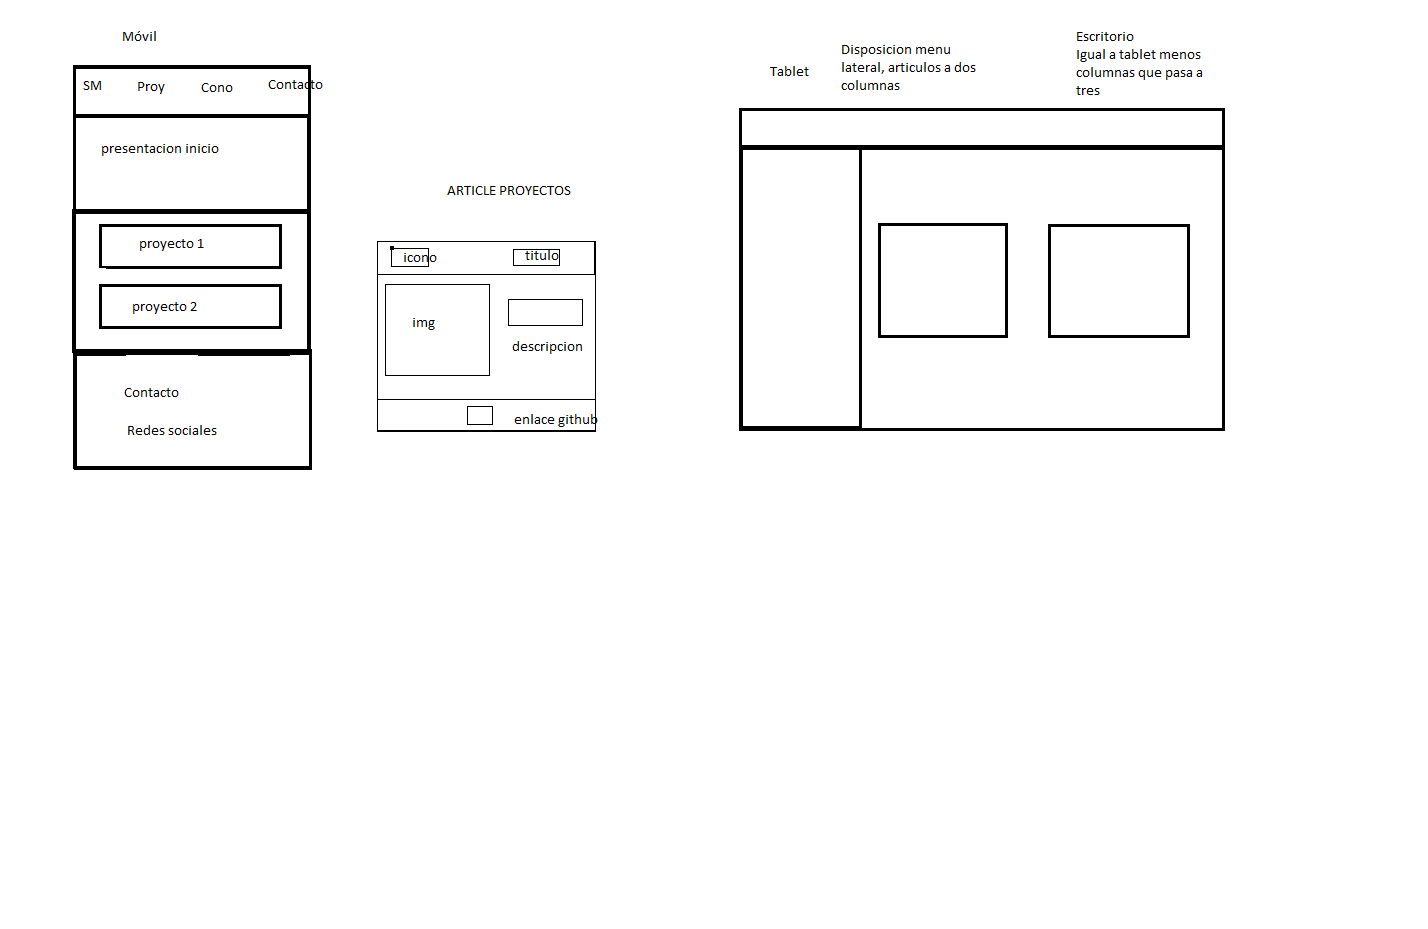 Móvil
SM Proy Cono Contacto
presentacion inicio
proyecto 1
proyecto 2
Contacto
Redes sociales
ARTICLE PROYECTOS
icono titulo
img
descripcion
enlace github
Tablet
Disposicion menu
lateral, articulos a dos
columnas
Escritorio
Igual a tablet menos
columnas que pasa a
tres